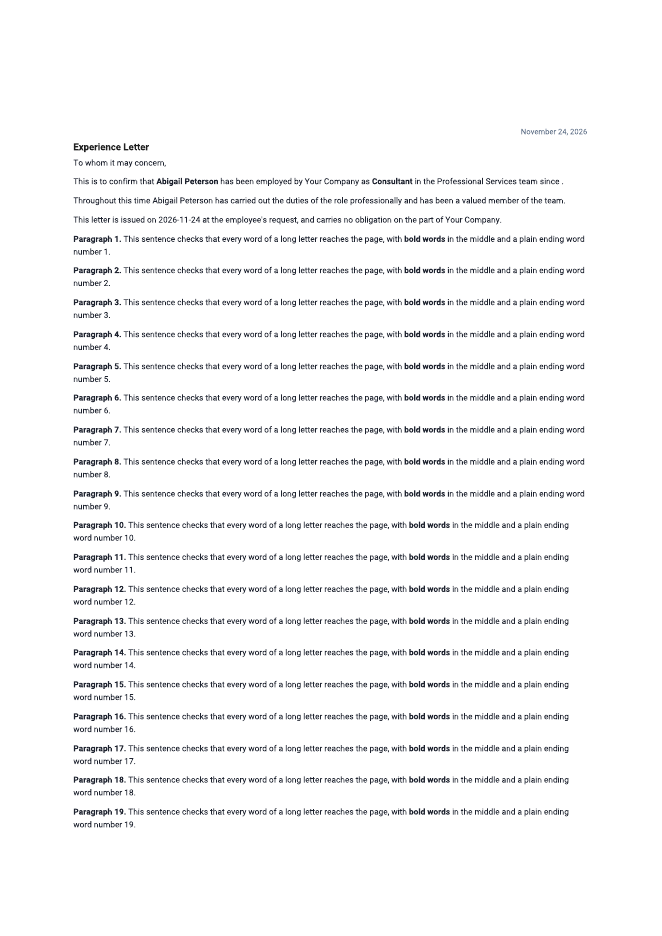 November 24, 2026
Experience Letter
To whom it may concern,
This is to confirm that Abigail Peterson has been employed by Your Company as Consultant in the Professional Services team since .
Throughout this time Abigail Peterson has carried out the duties of the role professionally and has been a valued member of the team.
This letter is issued on 2026-11-24 at the employee's request, and carries no obligation on the part of Your Company.
Paragraph 1. This sentence checks that every word of a long letter reaches the page, with bold words in the middle and a plain ending word
number 1.
Paragraph 2. This sentence checks that every word of a long letter reaches the page, with bold words in the middle and a plain ending word
number 2.
Paragraph 3. This sentence checks that every word of a long letter reaches the page, with bold words in the middle and a plain ending word
number 3.
Paragraph 4. This sentence checks that every word of a long letter reaches the page, with bold words in the middle and a plain ending word
number 4.
Paragraph 5. This sentence checks that every word of a long letter reaches the page, with bold words in the middle and a plain ending word
number 5.
Paragraph 6. This sentence checks that every word of a long letter reaches the page, with bold words in the middle and a plain ending word
number 6.
Paragraph 7. This sentence checks that every word of a long letter reaches the page, with bold words in the middle and a plain ending word
number 7.
Paragraph 8. This sentence checks that every word of a long letter reaches the page, with bold words in the middle and a plain ending word
number 8.
Paragraph 9. This sentence checks that every word of a long letter reaches the page, with bold words in the middle and a plain ending word
number 9.
Paragraph 10. This sentence checks that every word of a long letter reaches the page, with bold words in the middle and a plain ending
word number 10.
Paragraph 11. This sentence checks that every word of a long letter reaches the page, with bold words in the middle and a plain ending
word number 11.
Paragraph 12. This sentence checks that every word of a long letter reaches the page, with bold words in the middle and a plain ending
word number 12.
Paragraph 13. This sentence checks that every word of a long letter reaches the page, with bold words in the middle and a plain ending
word number 13.
Paragraph 14. This sentence checks that every word of a long letter reaches the page, with bold words in the middle and a plain ending
word number 14.
Paragraph 15. This sentence checks that every word of a long letter reaches the page, with bold words in the middle and a plain ending
word number 15.
Paragraph 16. This sentence checks that every word of a long letter reaches the page, with bold words in the middle and a plain ending
word number 16.
Paragraph 17. This sentence checks that every word of a long letter reaches the page, with bold words in the middle and a plain ending
word number 17.
Paragraph 18. This sentence checks that every word of a long letter reaches the page, with bold words in the middle and a plain ending
word number 18.
Paragraph 19. This sentence checks that every word of a long letter reaches the page, with bold words in the middle and a plain ending
word number 19.